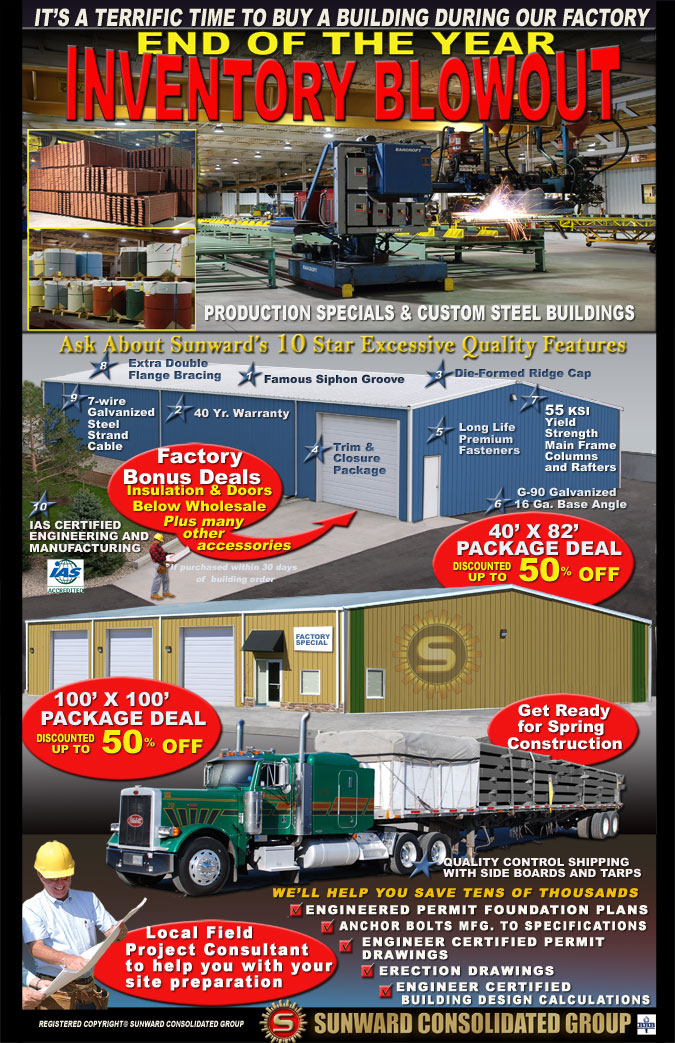 IT'S A TERRIFIC TIME TO BUY A BUILDING DURING OUR FACTORY
END OF THE YEAR
INVENTORY BLOWOUT
BANCROFT
BANCROFT
BANCROFT
PRODUCTION SPECIALS & CUSTOM STEEL BUILDINGS
Ask About Sunward's 10 Star Excessive Quality Features
8 Extra Double
Flange Bracing
1 Famous Siphon Groove
3 Die-Formed Ridge Cap
9 7-wire
Galvanized
Steel
Strand
Cable
2 40 Yr. Warranty
4 Trim &
Closure
Package
5 Long Life
Premium
Fasteners
7 55 KSI
Yield
Strength
Main Frame
Columns
and Rafters
6 G-90 Galvanized
16 Ga. Base Angle
Factory
Bonus Deals
Insulation & Doors
Below Wholesale
Plus many
other
accessories
*If purchased within 30 days
of building order
10
IAS CERTIFIED
ENGINEERING AND
MANUFACTURING
IAS
ACCREDITED
40' X 82'
PACKAGE DEAL
DISCOUNTED
UP TO 50% OFF
FACTORY
SPECIAL
S
100' X 100'
PACKAGE DEAL
DISCOUNTED
UP TO 50% OFF
Get Ready
for Spring
Construction
QUALITY CONTROL SHIPPING
WITH SIDE BOARDS AND TARPS
WE'LL HELP YOU SAVE TENS OF THOUSANDS
ENGINEERED PERMIT FOUNDATION PLANS
ANCHOR BOLTS MFG. TO SPECIFICATIONS
ENGINEER CERTIFIED PERMIT
DRAWINGS
ERECTION DRAWINGS
ENGINEER CERTIFIED
BUILDING DESIGN CALCULATIONS
Local Field
Project Consultant
to help you with your
site preparation
REGISTERED COPYRIGHT® SUNWARD CONSOLIDATED GROUP
S
SUNWARD CONSOLIDATED GROUP
BBB